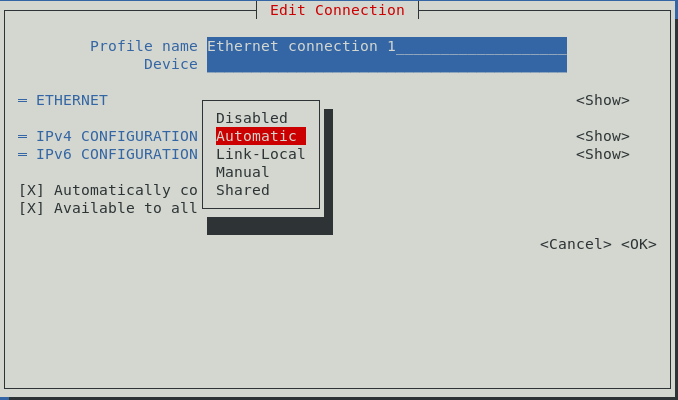 Edit Connection
Profile name Ethernet connection 1
Device
= ETHERNET <Show>
Disabled
= IPv4 CONFIGURATION Automatic <Show>
= IPv6 CONFIGURATION Link-Local <Show>
Manual
[X] Automatically co Shared
[X] Available to all
<Cancel> <OK>